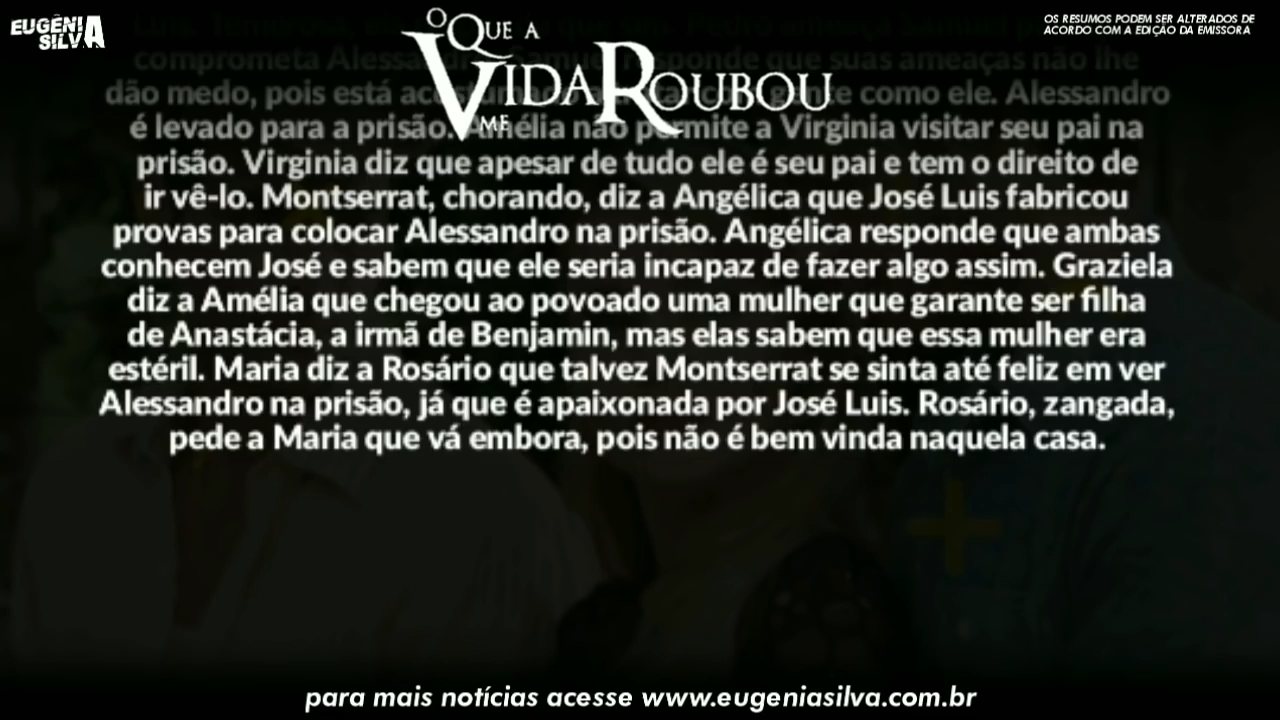 EUGÊNIA
SILVA
O QUE A
VIDA ROUBOU
ME
OS RESUMOS PODEM SER ALTERADOS DE
ACORDO COM A EDIÇÃO DA EMISSORA
comprometa Alessandro. Samuel responde que suas ameaças não lhe
dão medo, pois está gente como ele. Alessandro
é levado para a prisão. Amélia não permite a Virginia visitar seu pai na
prisão. Virginia diz que apesar de tudo ele é seu pai e tem o direito de
ir vê-lo. Montserrat, chorando, diz a Angélica que José Luis fabricou
provas para colocar Alessandro na prisão. Angélica responde que ambas
conhecem José e sabem que ele seria incapaz de fazer algo assim. Graziela
diz a Amélia que chegou ao povoado uma mulher que garante ser filha
de Anastácia, a irmã de Benjamin, mas elas sabem que essa mulher era
estéril. Maria diz a Rosário que talvez Montserrat se sinta até feliz em ver
Alessandro na prisão, já que é apaixonada por José Luis. Rosário, zangada,
pede a Maria que vá embora, pois não é bem vinda naquela casa.
para mais notícias acesse www.eugeniasilva.com.br